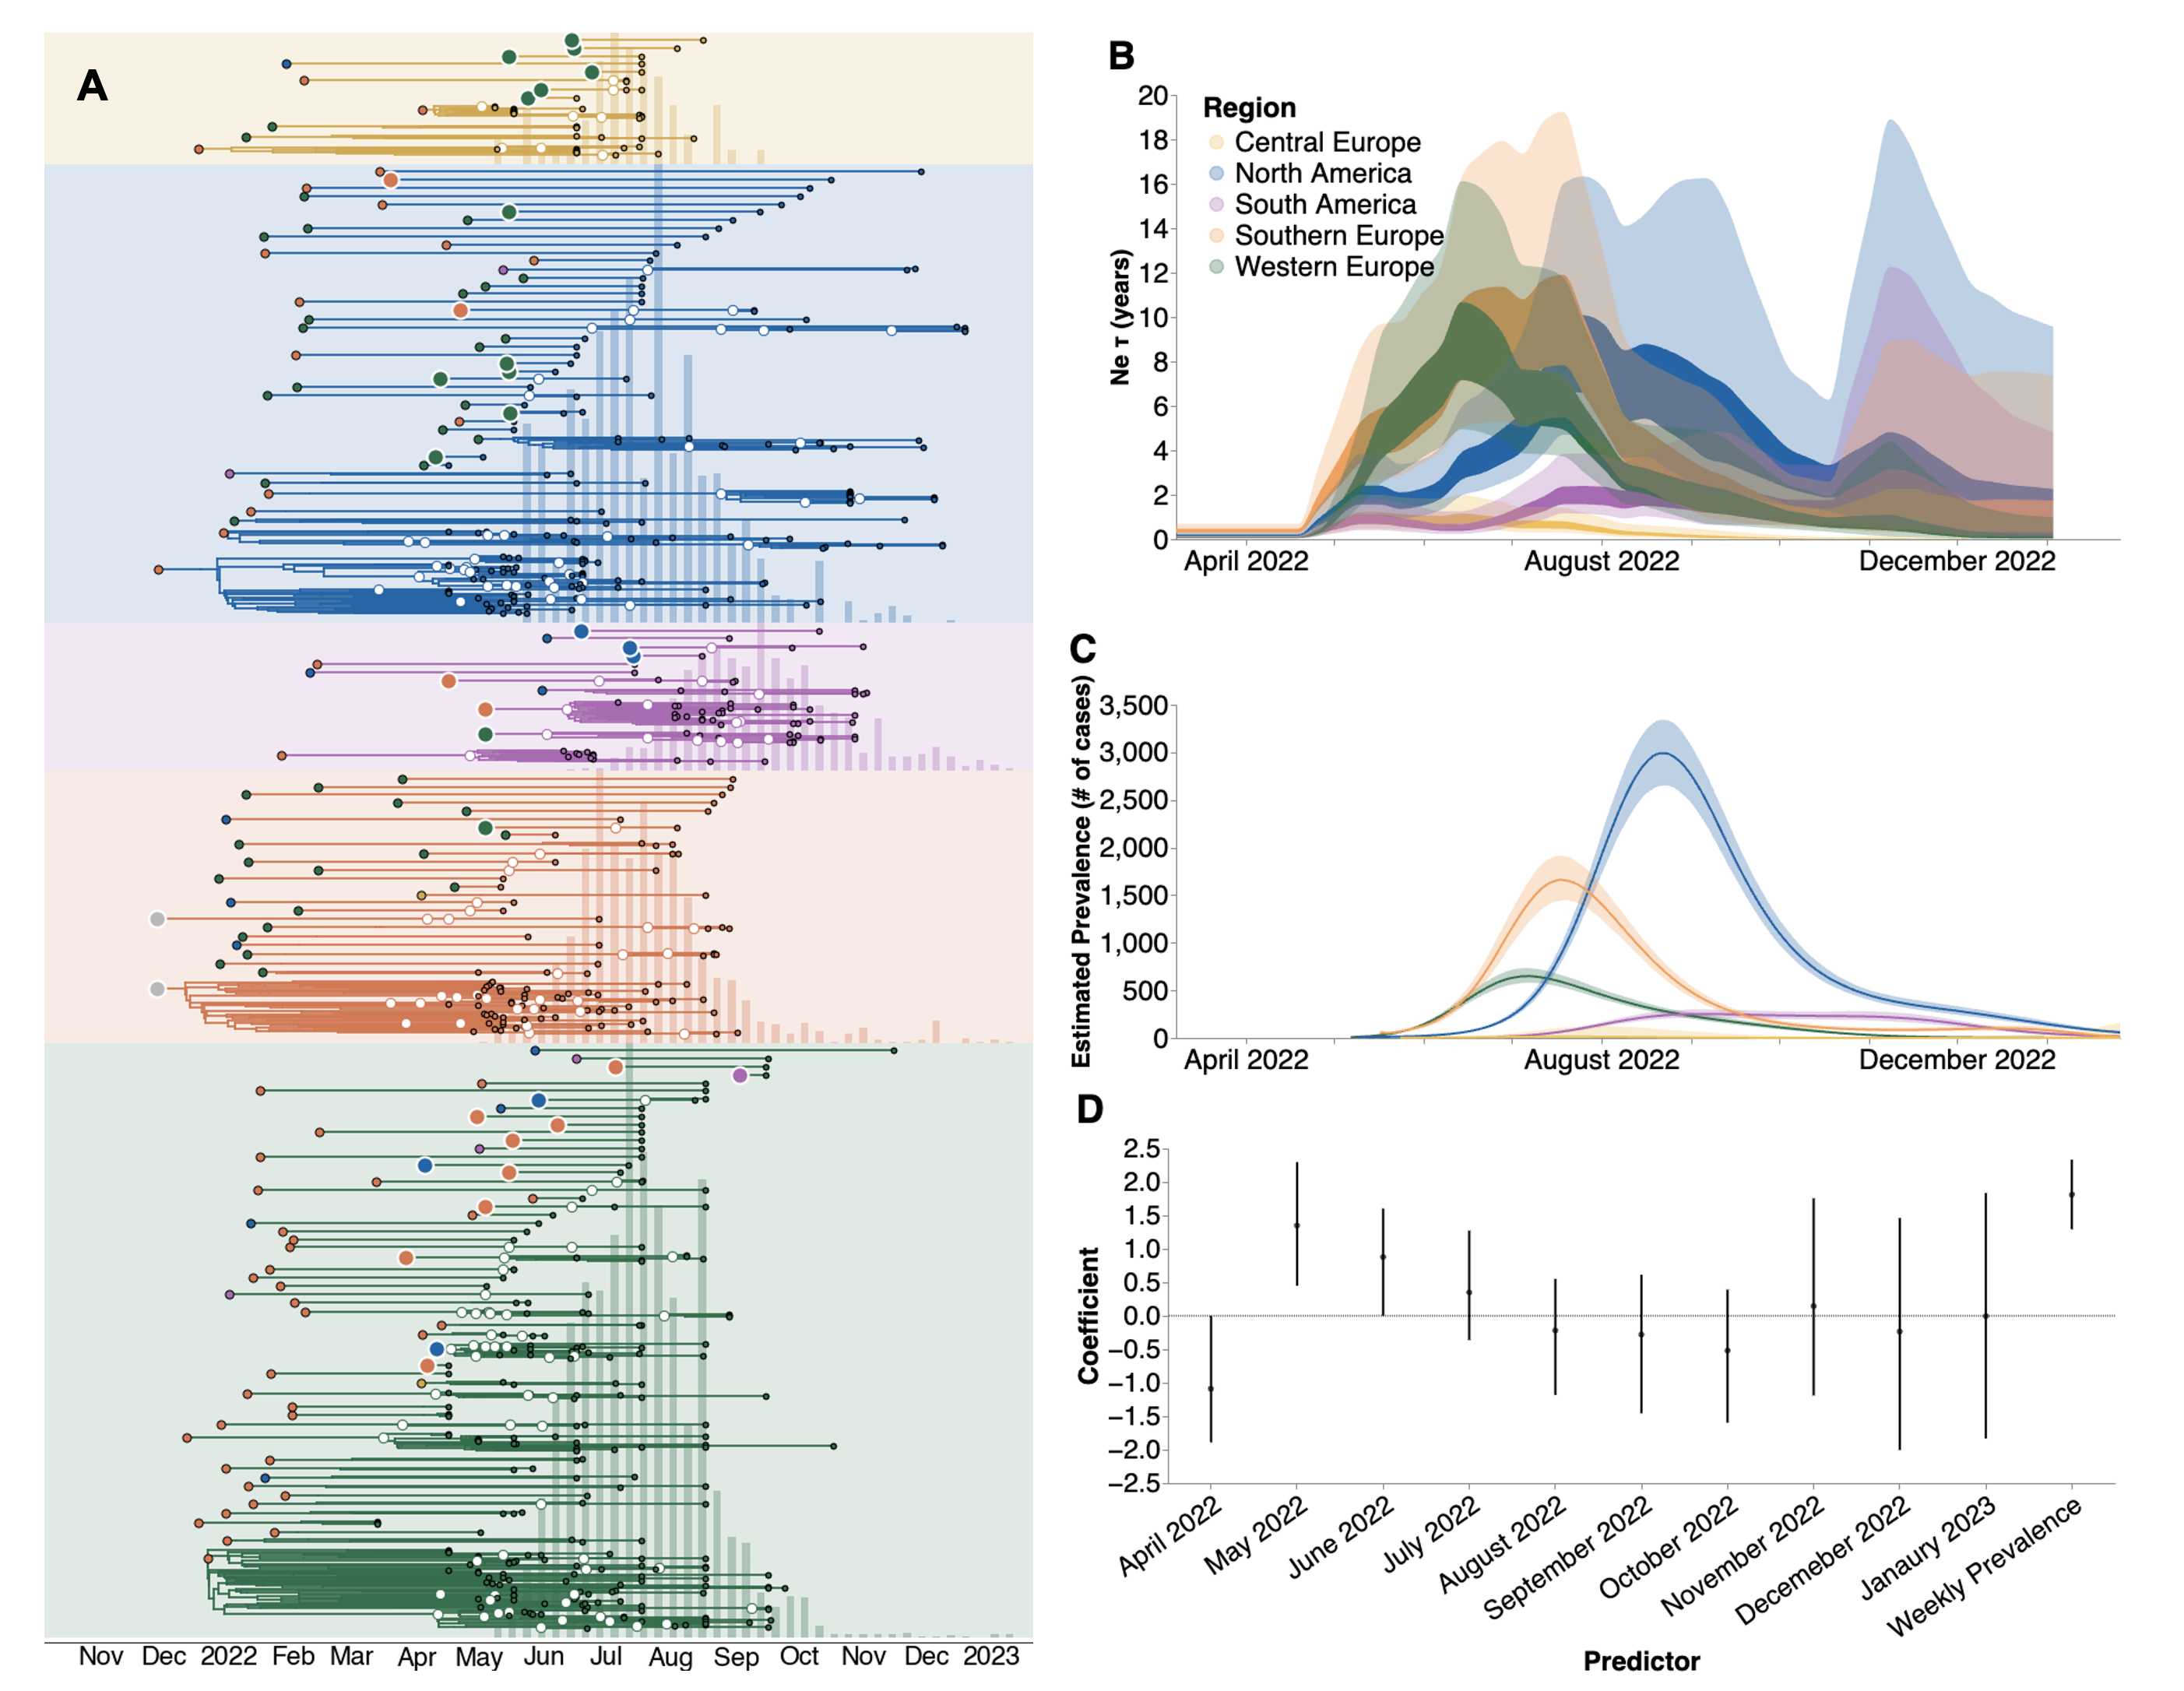 A
Nov Dec 2022 Feb Mar Apr May Jun Jul Aug Sep Oct Nov Dec 2023
B
Ne τ (years)
20
18
16
14
12
10
8
6
4
2
0
Region
Central Europe
North America
South America
Southern Europe
Western Europe
April 2022 August 2022 December 2022
C
Estimated Prevalence (# of cases)
3,500
3,000
2,500
2,000
1,500
1,000
500
0
April 2022 August 2022 December 2022
D
Coefficient
2.5
2.0
1.5
1.0
0.5
0.0
−0.5
−1.0
−1.5
−2.0
−2.5
April 2022
May 2022
June 2022
July 2022
August 2022
September 2022
October 2022
November 2022
Decemeber 2022
Janaury 2023
Weekly Prevalence
Predictor